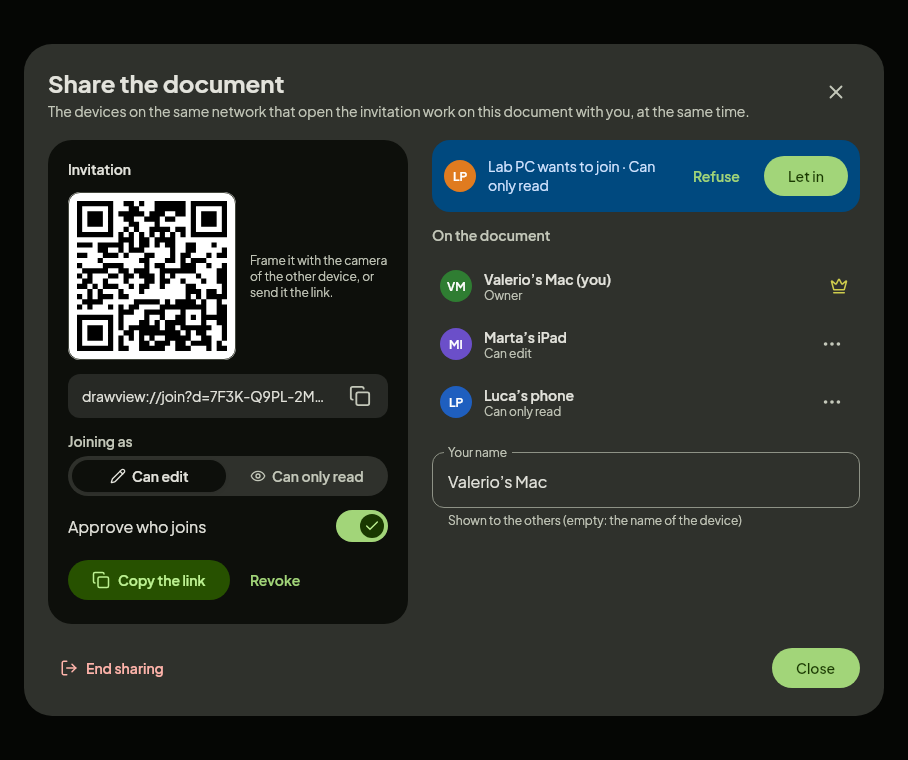 Share the document
The devices on the same network that open the invitation work on this document with you, at the same time.
Invitation
Frame it with the camera
of the other device, or
send it the link.
drawview://join?d=7F3K-Q9PL-2M…
Joining as
Can edit
Can only read
Approve who joins
Copy the link
Revoke
LP
Lab PC wants to join · Can
only read
Refuse
Let in
On the document
VM
Valerio’s Mac (you)
Owner
MI
Marta’s iPad
Can edit
LP
Luca’s phone
Can only read
Your name
Valerio’s Mac
Shown to the others (empty: the name of the device)
End sharing
Close